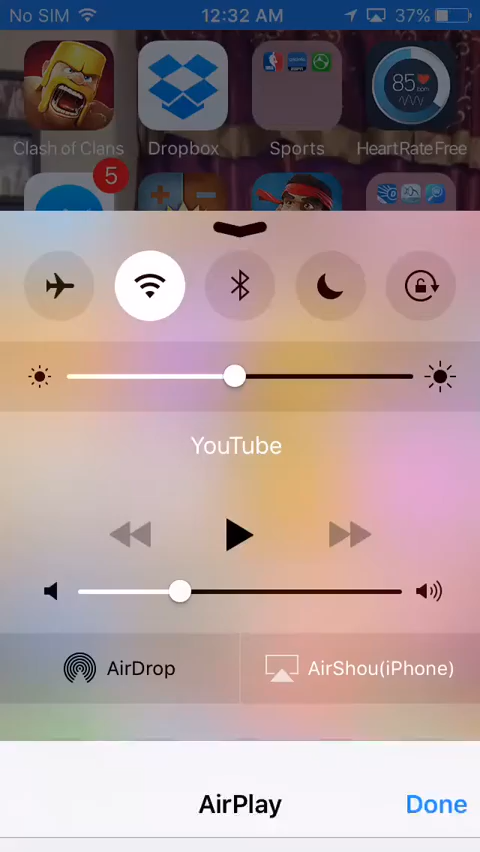 No SIM 12:32 AM 37%
85
bpm
Clash of Clans Dropbox Sports HeartRateFree
5
YouTube
AirDrop AirShou(iPhone)
AirPlay Done